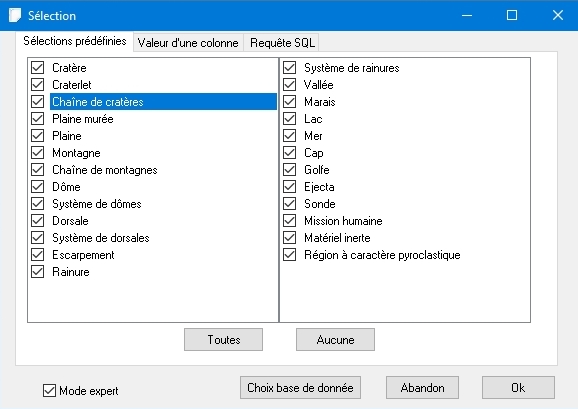 Sélection
Sélections prédéfinies
Valeur d'une colonne
Requête SQL
Cratère
Craterlet
Chaîne de cratères
Plaine murée
Plaine
Montagne
Chaîne de montagnes
Dôme
Système de dômes
Dorsale
Système de dorsales
Escarpement
Rainure
Système de rainures
Vallée
Marais
Lac
Mer
Cap
Golfe
Ejecta
Sonde
Mission humaine
Matériel inerte
Région à caractère pyroclastique
Toutes
Aucune
Mode expert
Choix base de donnée
Abandon
Ok